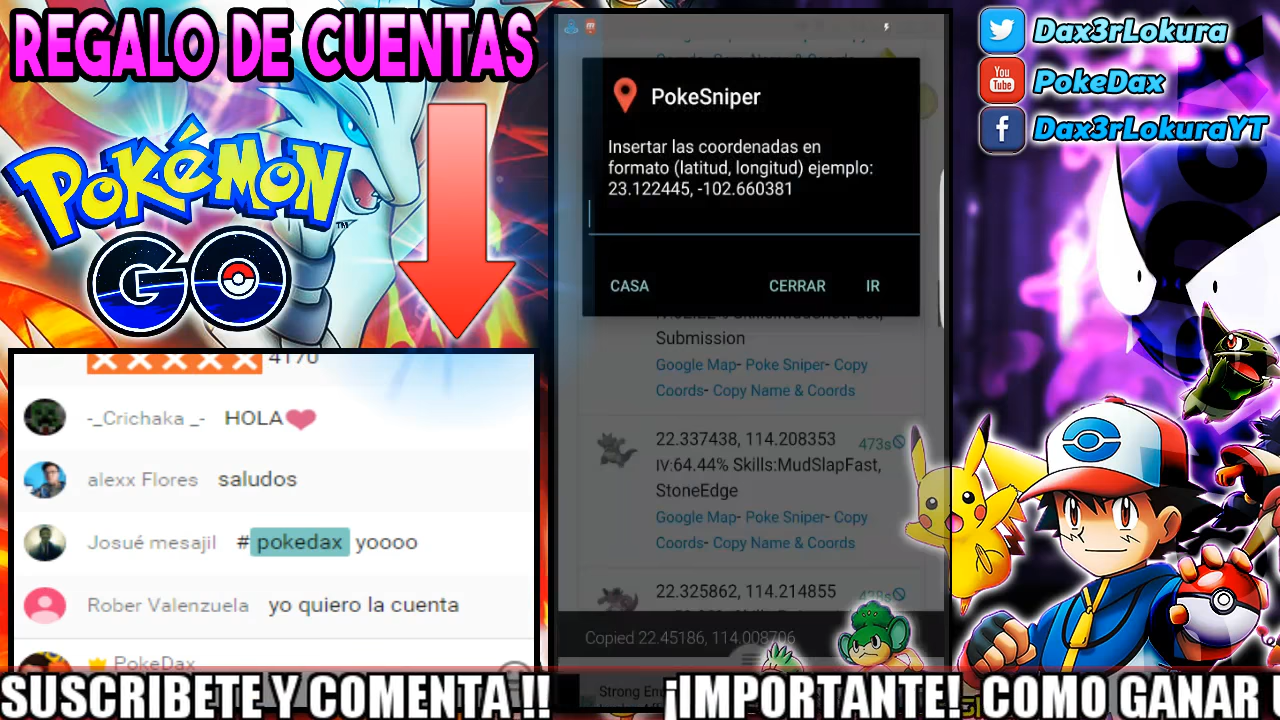 REGALO DE CUENTAS
POKÉMON
TM
GO
4170
-_Crichaka _- HOLA
alexx Flores saludos
Josué mesajil #pokedax yoooo
Rober Valenzuela yo quiero la cuenta
PokeDax
PokeSniper
Insertar las coordenadas en
formato (latitud, longitud) ejemplo:
23.122445, -102.660381
CASA CERRAR IR
Submission
Google Map- Poke Sniper- Copy
Coords- Copy Name & Coords
22.337438, 114.208353 473s
IV:64.44% Skills:MudSlapFast,
StoneEdge
Google Map- Poke Sniper- Copy
Coords- Copy Name & Coords
22.325862, 114.214855
Copied 22.45186, 114.008706
Dax3rLokura
You Tube
PokeDax
f
Dax3rLokuraYT
SUSCRIBETE Y COMENTA !! ¡IMPORTANTE! COMO GANAR